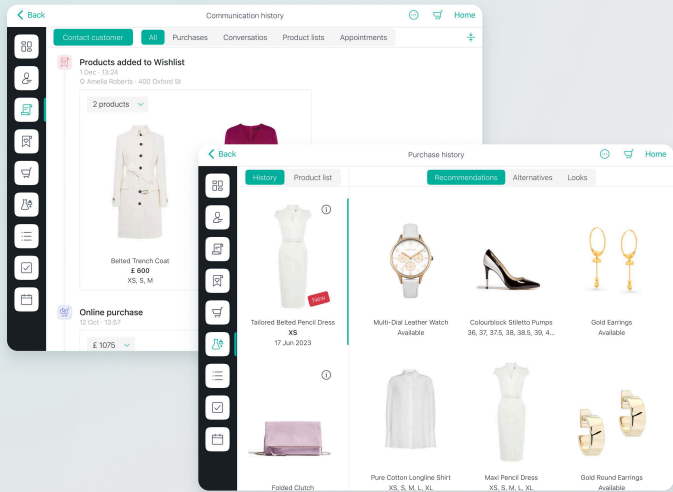 Back
Communication history
Home
Contact customer
All
Purchases
Conversatios
Product lists
Appointments
Products added to Wishlist
1 Dec - 13:24
Amelia Roberts - 400 Oxford St
2 products
Belted Trench Coat
£ 600
XS, S, M
Online purchase
12 Oct - 13:57
£ 1075
Back
Purchase history
Home
History
Product list
Recommendations
Alternatives
Looks
New
Tailored Belted Pencil Dress
XS
17 Jun 2023
Multi-Dial Leather Watch
Available
Colourblock Stiletto Pumps
36, 37, 37.5, 38, 38.5, 39, 4...
Gold Earrings
Available
Folded Clutch
Pure Cotton Longline Shirt
XS, S, M, L, XL
Maxi Pencil Dress
XS, S, M, L, XL
Gold Round Earrings
Available